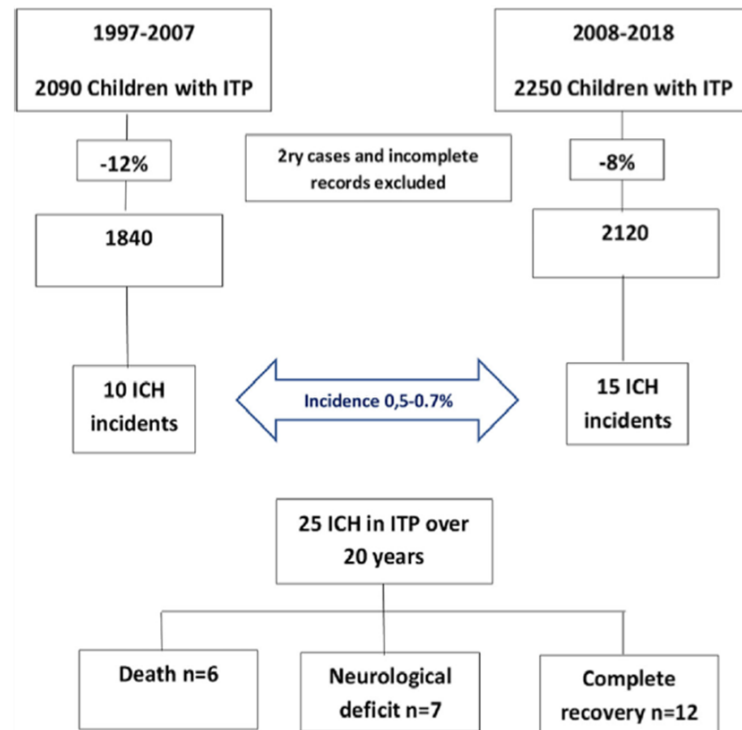 1997-2007
2090 Children with ITP
2008-2018
2250 Children with ITP
-12%
2ry cases and incomplete
records excluded
-8%
1840
2120
10 ICH
incidents
Incidence 0,5-0.7%
15 ICH
incidents
25 ICH in ITP over
20 years
Death n=6
Neurological
deficit n=7
Complete
recovery n=12